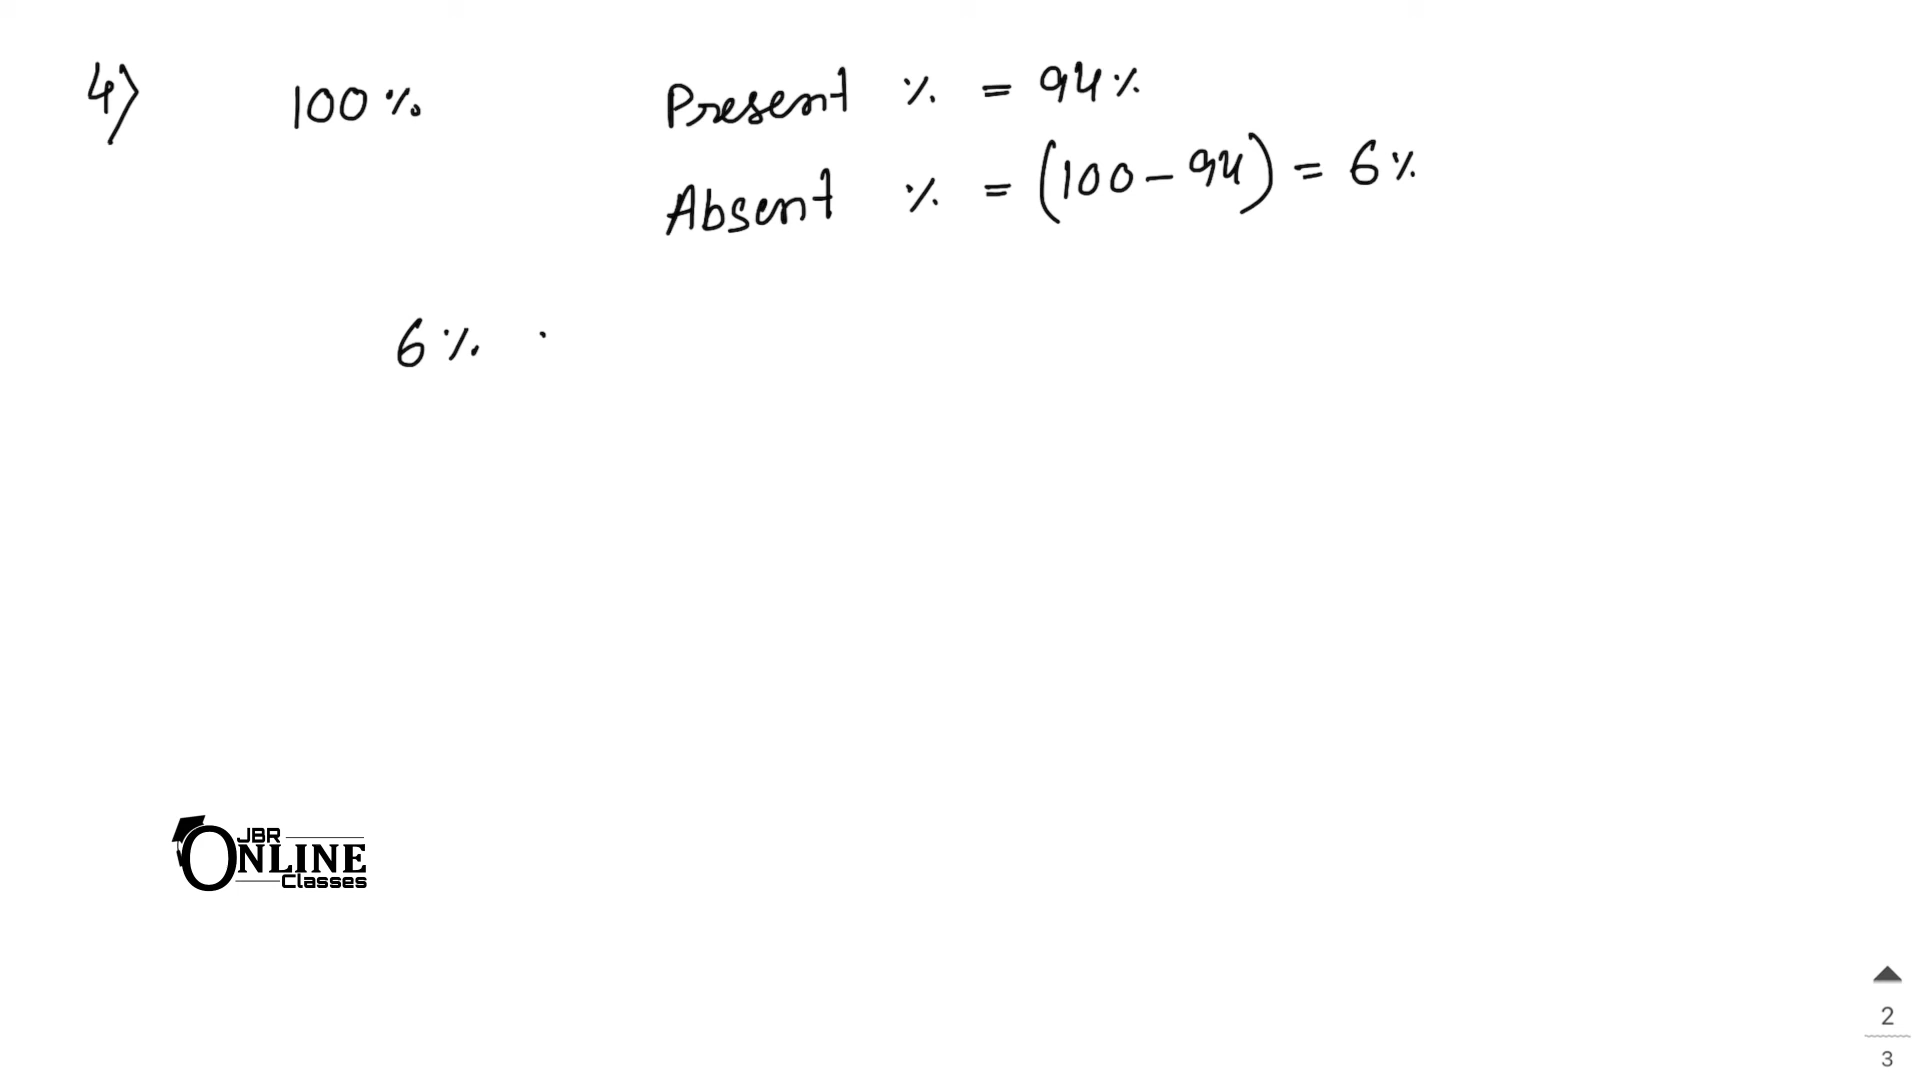 4) 100% Present % = 94%
Absent % = (100-94) = 6%
6%
JBR
ONLINE
Classes
2
3